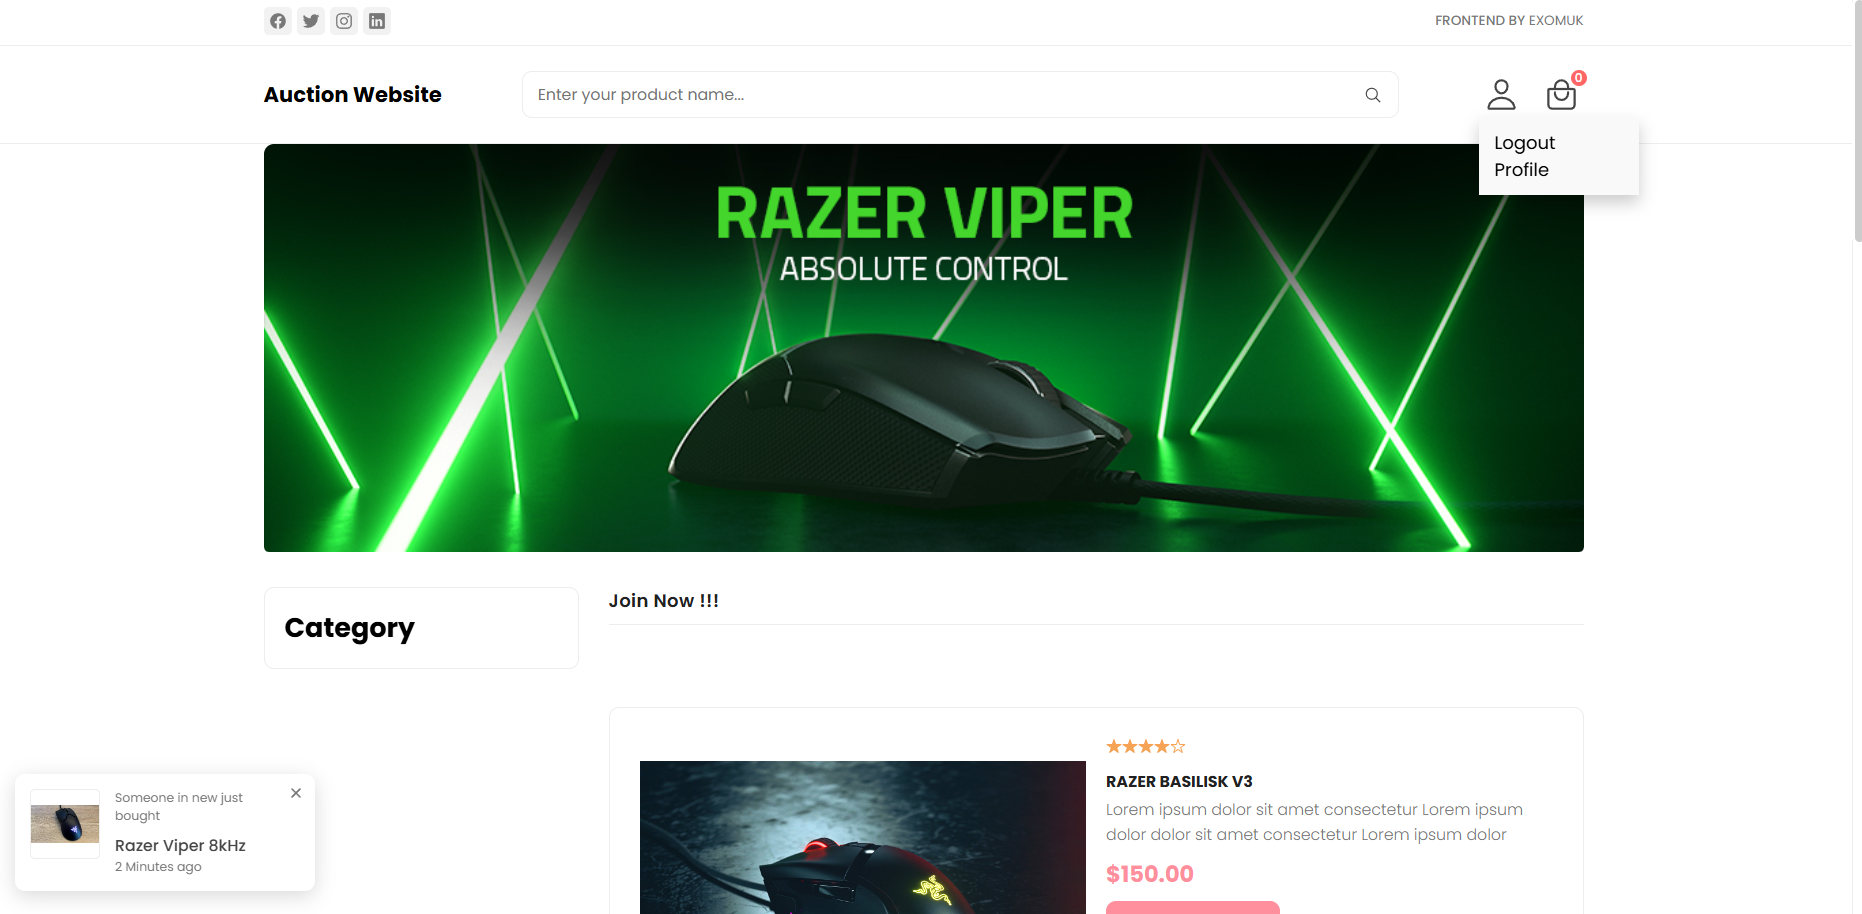 FRONTEND BY EXOMUK
Auction Website
Enter your product name...
0
Logout
Profile
RAZER VIPER
ABSOLUTE CONTROL
Category
Join Now !!!
RAZER BASILISK V3
Lorem ipsum dolor sit amet consectetur Lorem ipsum
dolor dolor sit amet consectetur Lorem ipsum dolor
$150.00
Someone in new just
bought
Razer Viper 8kHz
2 Minutes ago